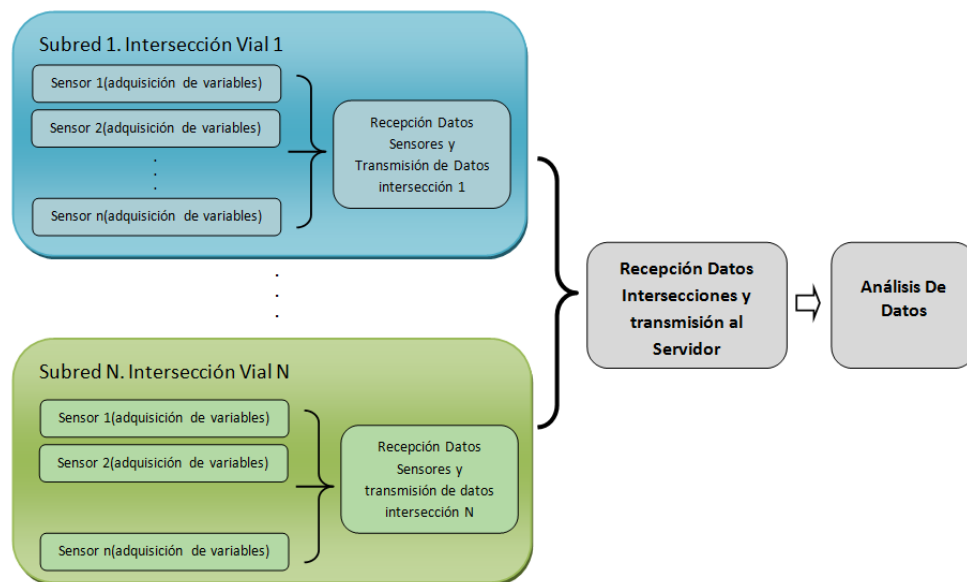 Subred 1. Intersección Vial 1
Sensor 1(adquisición de variables)
Sensor 2(adquisición de variables)
.
.
.
Sensor n(adquisición de variables)
Recepción Datos
Sensores y
Transmisión de Datos
intersección 1
.
.
.
Subred N. Intersección Vial N
Sensor 1(adquisición de variables)
Sensor 2(adquisición de variables)
Sensor n(adquisición de variables)
Recepción Datos
Sensores y
transmisión de datos
intersección N
Recepción Datos
Intersecciones y
transmisión al
Servidor
Análisis De
Datos